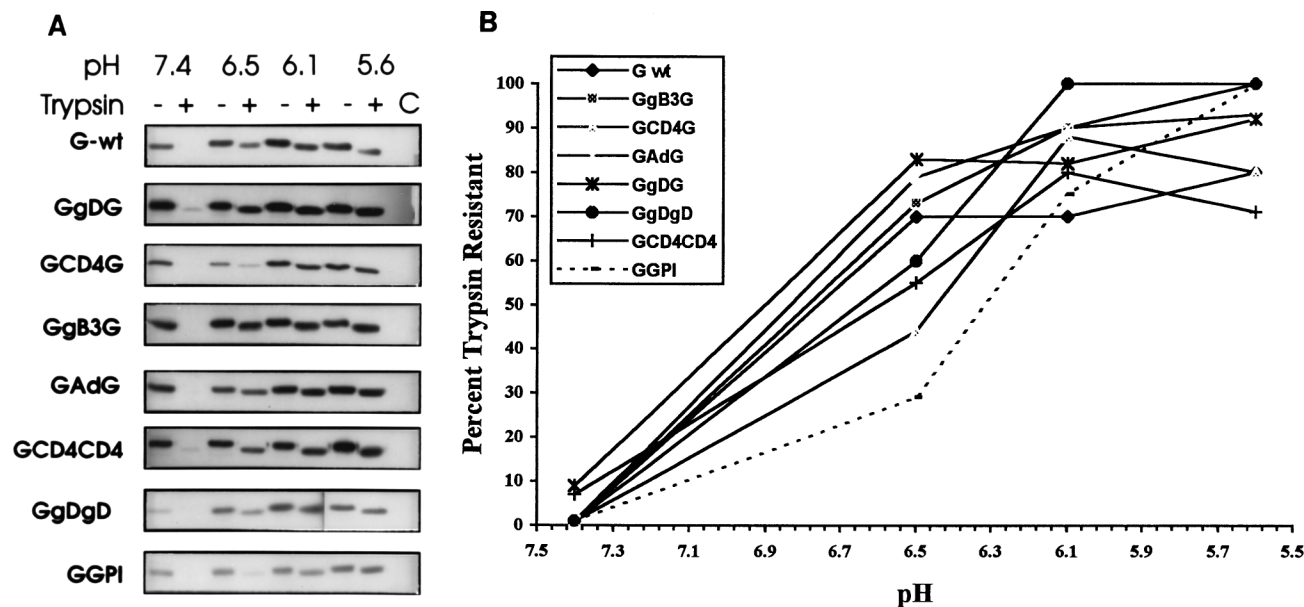 A
pH 7.4 6.5 6.1 5.6
Trypsin - + - + - + - + C
G-wt
GgDG
GCD4G
GgB3G
GAdG
GCD4CD4
GgDgD
GGPI
B
G wt
GgB3G
GCD4G
GAdG
GgDG
GgDgD
GCD4CD4
GGPI
Percent Trypsin Resistant
100
90
80
70
60
50
40
30
20
10
0
7.5 7.3 7.1 6.9 6.7 6.5 6.3 6.1 5.9 5.7 5.5
pH